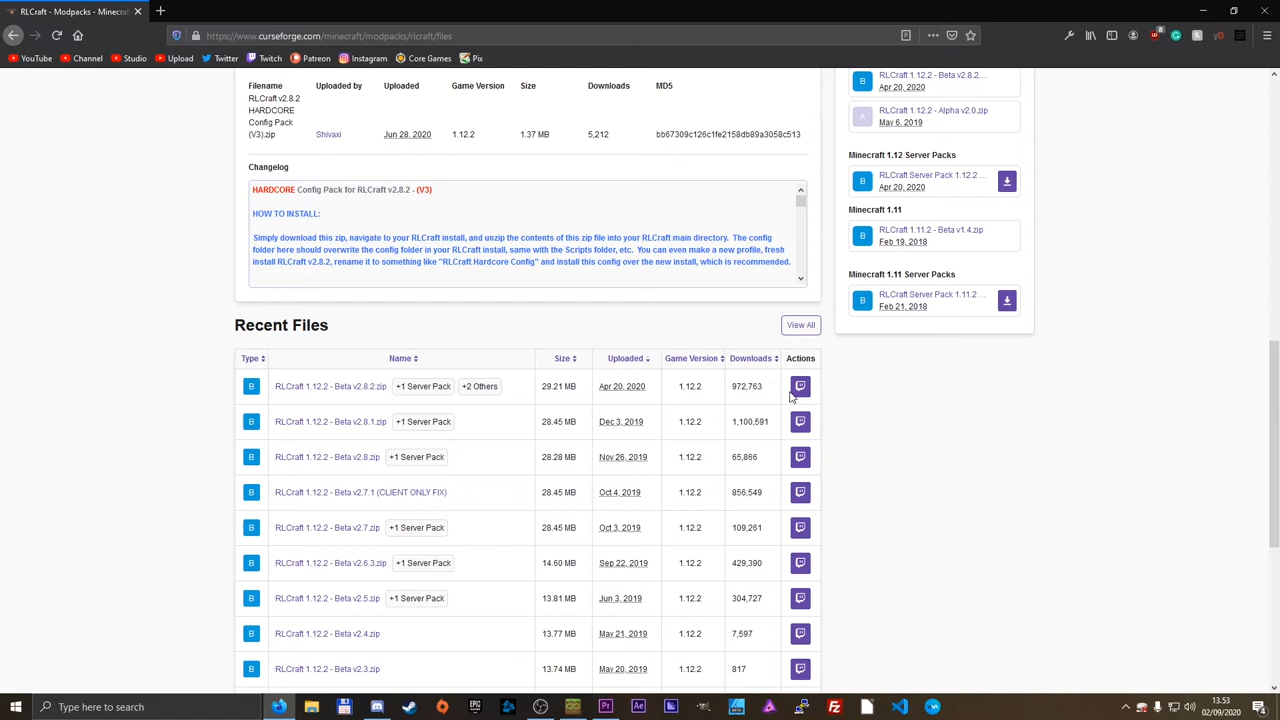 RLCraft - Modpacks - Minecraf
https://www.curseforge.com/minecraft/modpacks/rlcraft/files
YouTube Channel Studio Upload Twitter Twitch Patreon Instagram Core Games Pix
Filename Uploaded by Uploaded Game Version Size Downloads MD5
RLCraft v2.8.2
HARDCORE
Config Pack
(V3).zip Shivaxi Jun 28, 2020 1.12.2 1.37 MB 5,212 bb67309c126c1fe2158db89a3058c513
Changelog
HARDCORE Config Pack for RLCraft v2.8.2 - (V3)
HOW TO INSTALL:
Simply download this zip, navigate to your RLCraft install, and unzip the contents of this zip file into your RLCraft main directory. The config
folder here should overwrite the config folder in your RLCraft install, same with the Scripts folder, etc. You can even make a new profile, fresh
install RLCraft v2.8.2, rename it to something like "RLCraft Hardcore Config" and install this config over the new install, which is recommended.
B RLCraft 1.12.2 - Beta v2.8.2....
Apr 20, 2020
A RLCraft 1.12.2 - Alpha v2.0.zip
May 6, 2019
Minecraft 1.12 Server Packs
B RLCraft Server Pack 1.12.2 ...
Apr 20, 2020
Minecraft 1.11
B RLCraft 1.11.2 - Beta v1.4.zip
Feb 19, 2018
Minecraft 1.11 Server Packs
B RLCraft Server Pack 1.11.2 ...
Feb 21, 2018
Recent Files View All
Type Name Size Uploaded Game Version Downloads Actions
B RLCraft 1.12.2 - Beta v2.8.2.zip +1 Server Pack +2 Others 29.21 MB Apr 20, 2020 1.12.2 972,763
B RLCraft 1.12.2 - Beta v2.8.1.zip +1 Server Pack 28.45 MB Dec 3, 2019 1.12.2 1,100,591
B RLCraft 1.12.2 - Beta v2.8.zip +1 Server Pack 28.28 MB Nov 26, 2019 1.12.2 65,866
B RLCraft 1.12.2 - Beta v2.7.1 (CLIENT ONLY FIX) 28.45 MB Oct 4, 2019 1.12.2 856,549
B RLCraft 1.12.2 - Beta v2.7.zip +1 Server Pack 28.45 MB Oct 3, 2019 1.12.2 109,261
B RLCraft 1.12.2 - Beta v2.6.3.zip +1 Server Pack 14.60 MB Sep 22, 2019 1.12.2 429,390
B RLCraft 1.12.2 - Beta v2.5.zip +1 Server Pack 13.81 MB Jun 3, 2019 1.12.2 304,727
B RLCraft 1.12.2 - Beta v2.4.zip 13.77 MB May 21, 2019 1.12.2 7,597
B RLCraft 1.12.2 - Beta v2.3.zip 13.74 MB May 20, 2019 1.12.2 817
Type here to search
13.53
02/09/2020